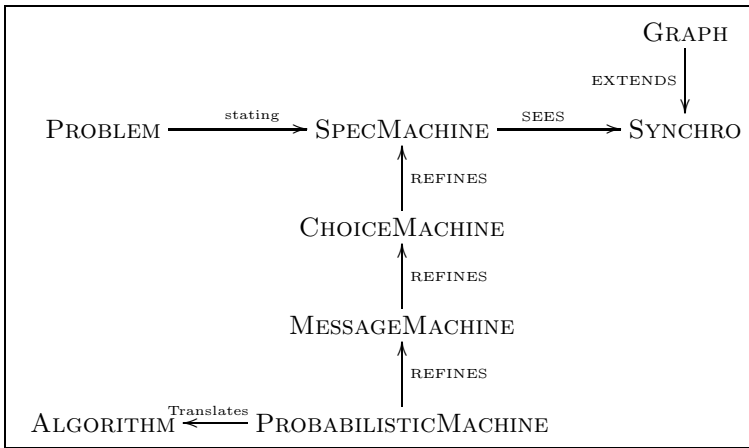 GRAPH
EXTENDS
PROBLEM stating SPECMACHINE SEES SYNCHRO
REFINES
CHOICEMACHINE
REFINES
MESSAGEMACHINE
REFINES
ALGORITHM Translates PROBABILISTICMACHINE